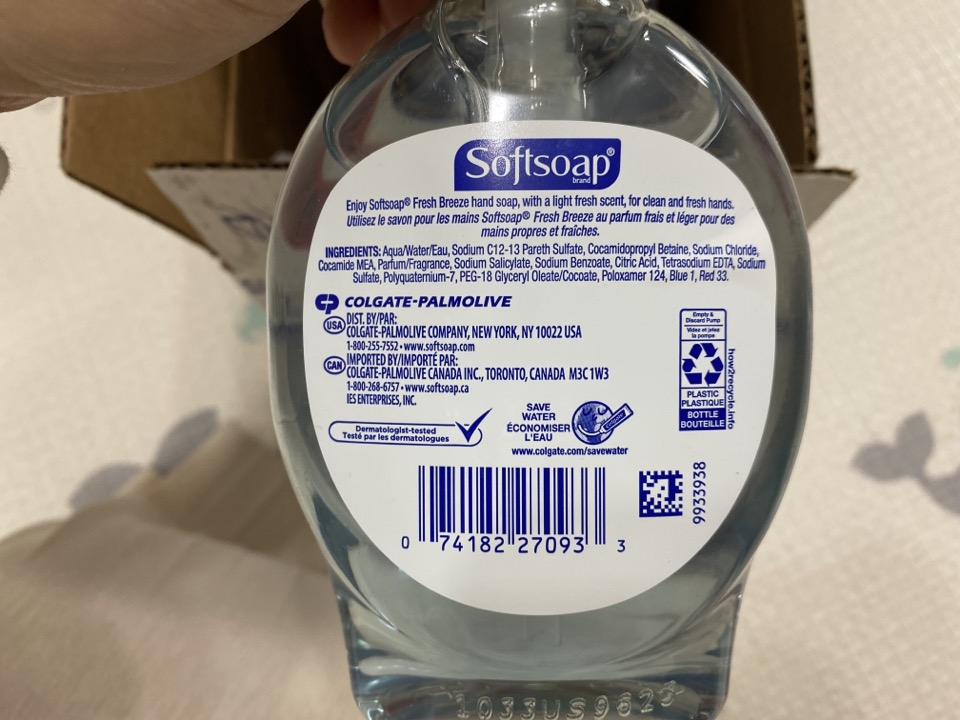 Softsoap®
brand
Enjoy Softsoap® Fresh Breeze hand soap, with a light fresh scent, for clean and fresh hands.
Utilisez le savon pour les mains Softsoap® Fresh Breeze au parfum frais et léger pour des
mains propres et fraîches.
INGREDIENTS: Aqua/Water/Eau, Sodium C12-13 Pareth Sulfate, Cocamidopropyl Betaine, Sodium Chloride,
Cocamide MEA, Parfum/Fragrance, Sodium Salicylate, Sodium Benzoate, Citric Acid, Tetrasodium EDTA, Sodium
Sulfate, Polyquaternium-7, PEG-18 Glyceryl Oleate/Cocoate, Poloxamer 124, Blue 1, Red 33.
CP COLGATE-PALMOLIVE
USA DIST. BY/PAR:
COLGATE-PALMOLIVE COMPANY, NEW YORK, NY 10022 USA
1-800-255-7552 • www.softsoap.com
CAN IMPORTED BY/IMPORTÉ PAR:
COLGATE-PALMOLIVE CANADA INC., TORONTO, CANADA M3C 1W3
1-800-268-6757 • www.softsoap.ca
IES ENTERPRISES, INC.
Empty &
Discard Pump
Videz et jetez
la pompe
PLASTIC
PLASTIQUE
BOTTLE
BOUTEILLE
how2recycle.info
Dermatologist-tested
Testé par les dermatologues
SAVE
WATER
ÉCONOMISER
L'EAU
www.colgate.com/savewater
9933938
0 74182 27093 3
1033US9623